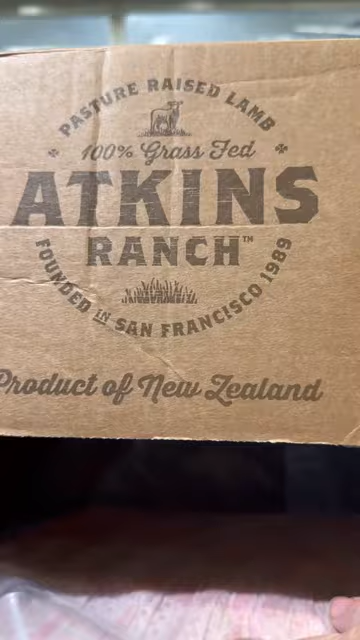 PASTURE RAISED LAMB
100% Grass Fed
ATKINS
RANCH™
FOUNDED IN SAN FRANCISCO 1989
Product of New Zealand